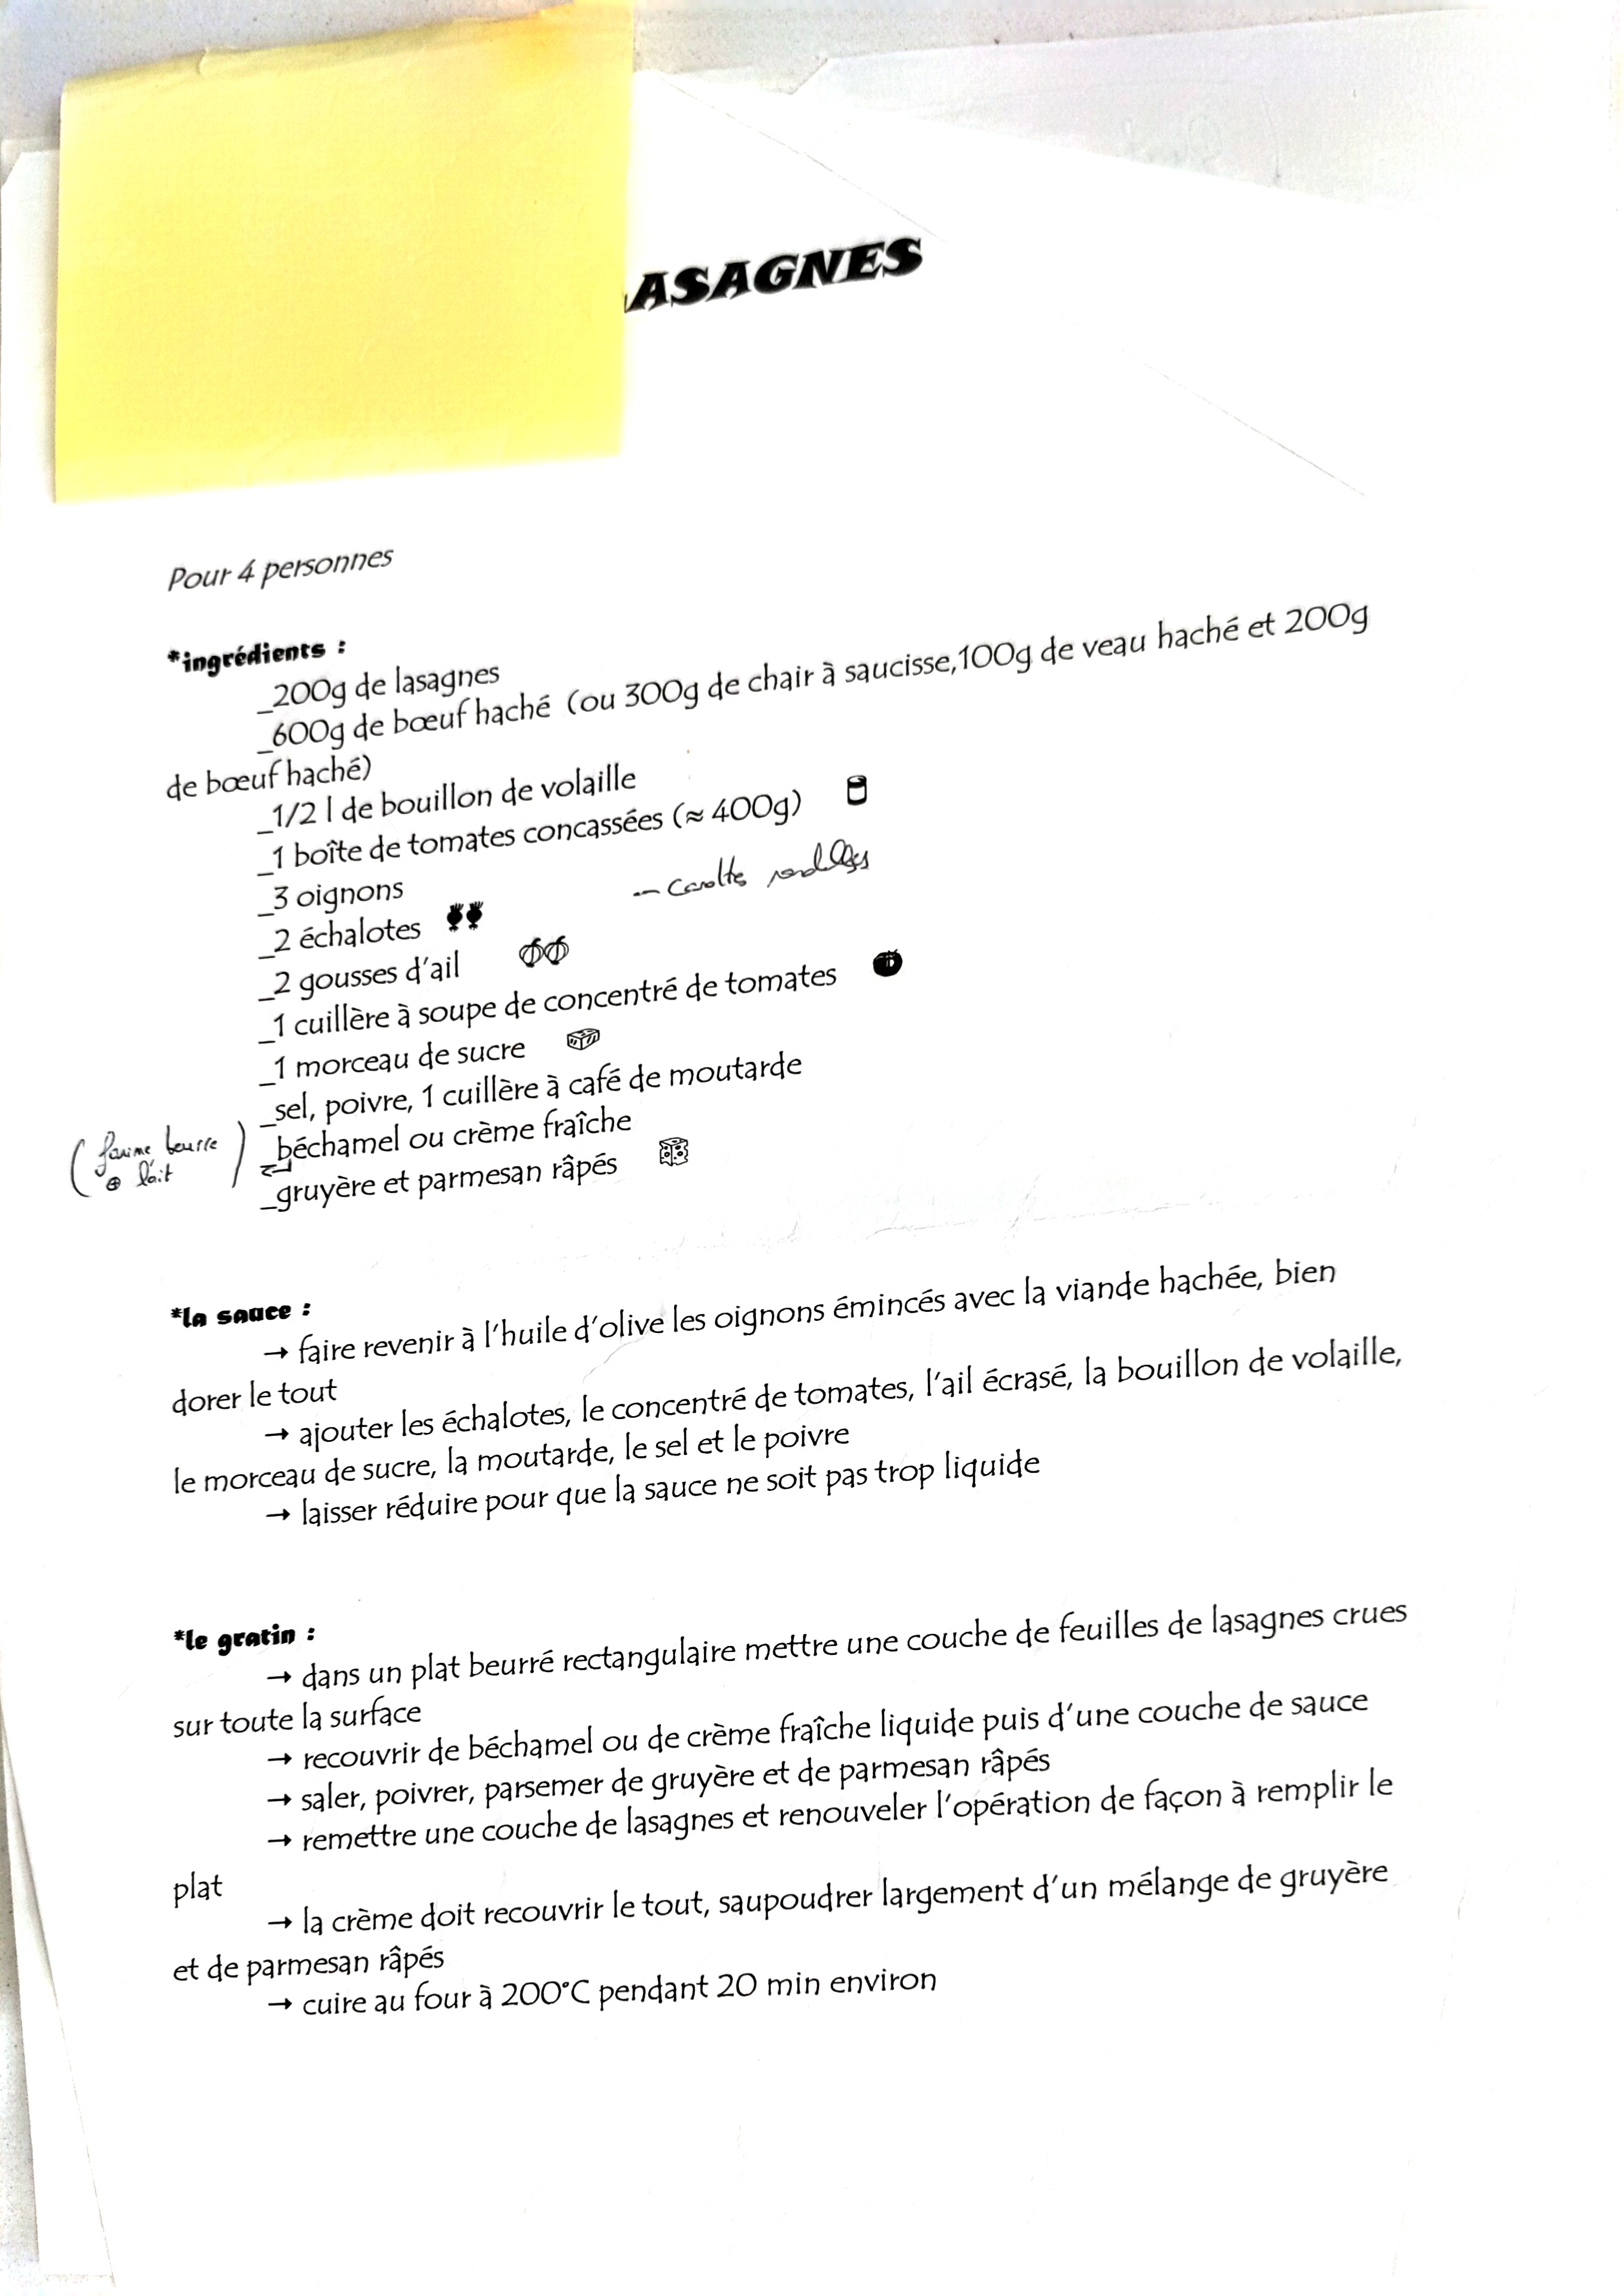 LASAGNES
Pour 4 personnes
*ingrédients :
_200g de lasagnes
_600g de bœuf haché (ou 300g de chair à saucisse,100g de veau haché et 200g
de bœuf haché)
_1/2 l de bouillon de volaille
_1 boîte de tomates concassées (≈ 400g)
_3 oignons
– carottes
_2 échalotes
_2 gousses d'ail
_1 cuillère à soupe de concentré de tomates
_1 morceau de sucre
_sel, poivre, 1 cuillère à café de moutarde
_béchamel ou crème fraîche
(farine beurre
⊕ lait)
_gruyère et parmesan râpés
*la sauce :
→ faire revenir à l'huile d'olive les oignons émincés avec la viande hachée, bien
dorer le tout
→ ajouter les échalotes, le concentré de tomates, l'ail écrasé, la bouillon de volaille,
le morceau de sucre, la moutarde, le sel et le poivre
→ laisser réduire pour que la sauce ne soit pas trop liquide
*le gratin :
→ dans un plat beurré rectangulaire mettre une couche de feuilles de lasagnes crues
sur toute la surface
→ recouvrir de béchamel ou de crème fraîche liquide puis d'une couche de sauce
→ saler, poivrer, parsemer de gruyère et de parmesan râpés
→ remettre une couche de lasagnes et renouveler l'opération de façon à remplir le
plat
→ la crème doit recouvrir le tout, saupoudrer largement d'un mélange de gruyère
et de parmesan râpés
→ cuire au four à 200°C pendant 20 min environ